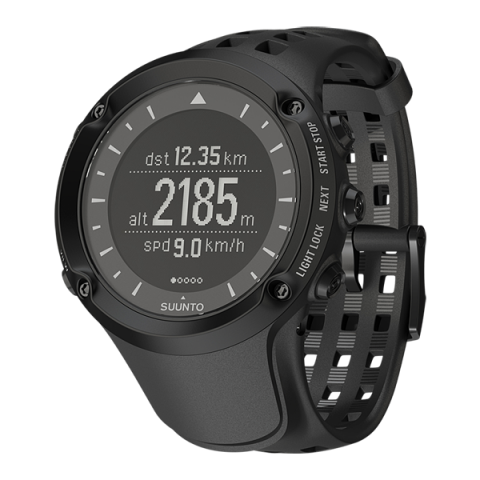 dst 12.35 km
alt 2185 m
spd 9.0 km/h
SUUNTO
START STOP
NEXT
LIGHT LOCK